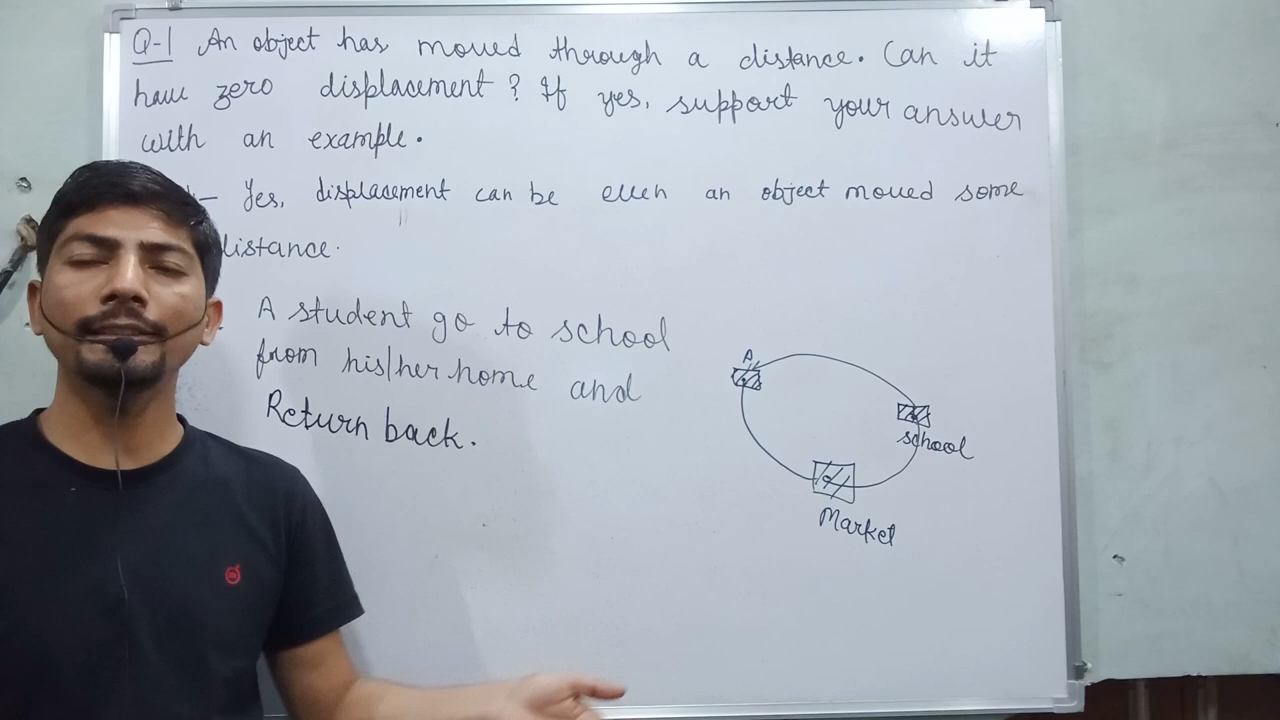 Q-1 An object has moved through a distance. Can it
have zero displacement ? If yes, support your answer
with an example.
– Yes, displacement can be even an object moved some
distance.
A student go to school
from his/her home and
Return back.
A
school
Market